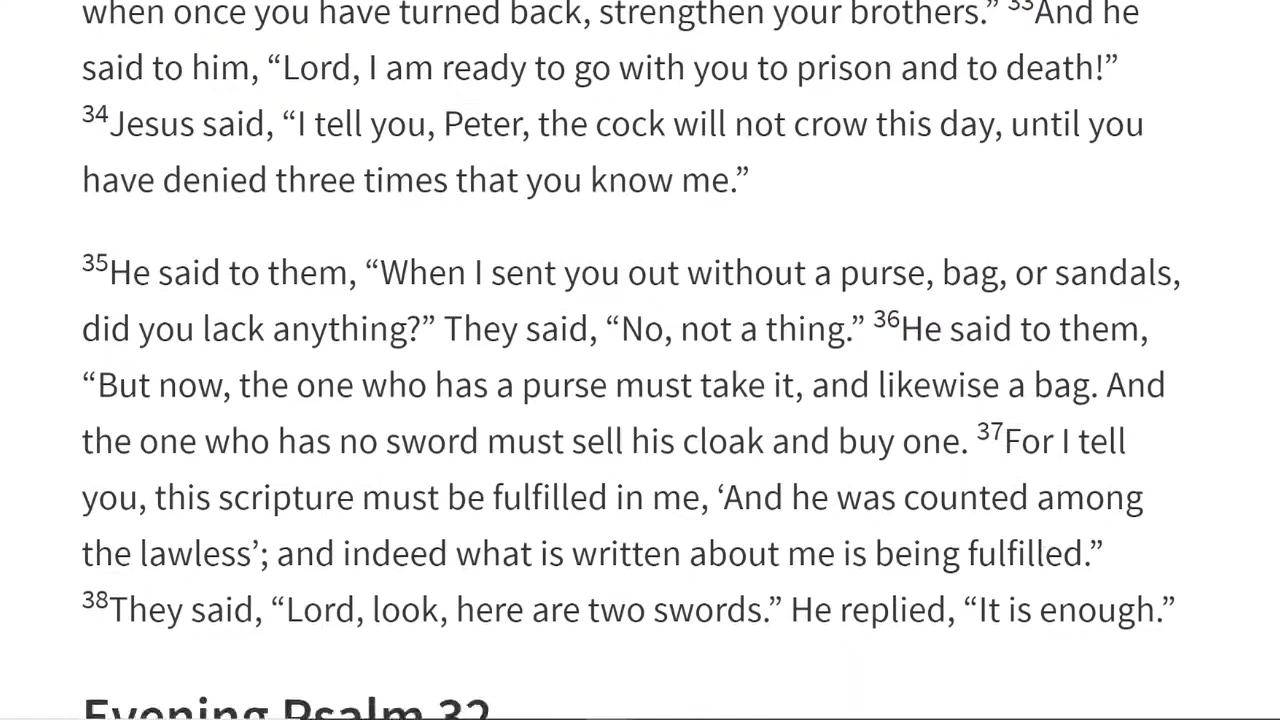 when once you have turned back, strengthen your brothers.” 33And he
said to him, “Lord, I am ready to go with you to prison and to death!”
34Jesus said, “I tell you, Peter, the cock will not crow this day, until you
have denied three times that you know me.”
35He said to them, “When I sent you out without a purse, bag, or sandals,
did you lack anything?” They said, “No, not a thing.” 36He said to them,
“But now, the one who has a purse must take it, and likewise a bag. And
the one who has no sword must sell his cloak and buy one. 37For I tell
you, this scripture must be fulfilled in me, ‘And he was counted among
the lawless’; and indeed what is written about me is being fulfilled.”
38They said, “Lord, look, here are two swords.” He replied, “It is enough.”
Evening Psalm 32